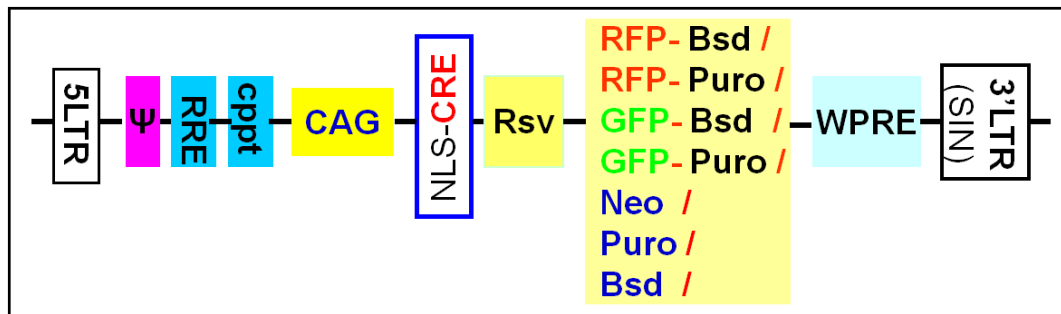 5LTR
Ψ
RRE
cppt
CAG
NLS-CRE
Rsv
RFP- Bsd /
RFP- Puro /
GFP- Bsd /
GFP- Puro /
Neo /
Puro /
Bsd /
WPRE
3'LTR
(SIN)